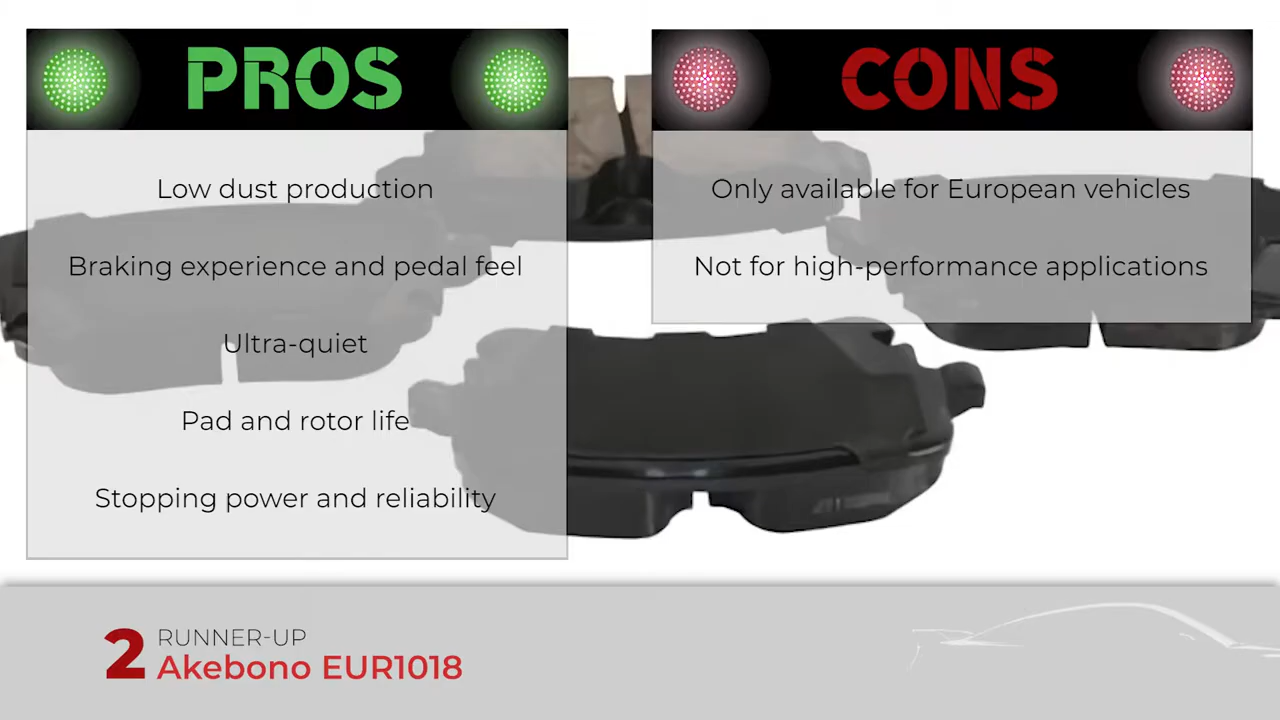 PROS
Low dust production
Braking experience and pedal feel
Ultra-quiet
Pad and rotor life
Stopping power and reliability
CONS
Only available for European vehicles
Not for high-performance applications
2
RUNNER-UP
Akebono EUR1018